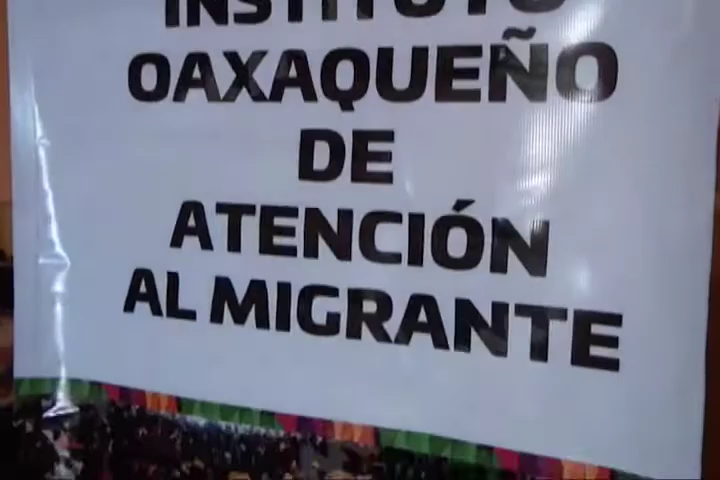 INSTITUTO
OAXAQUEÑO
DE
ATENCIÓN
AL MIGRANTE